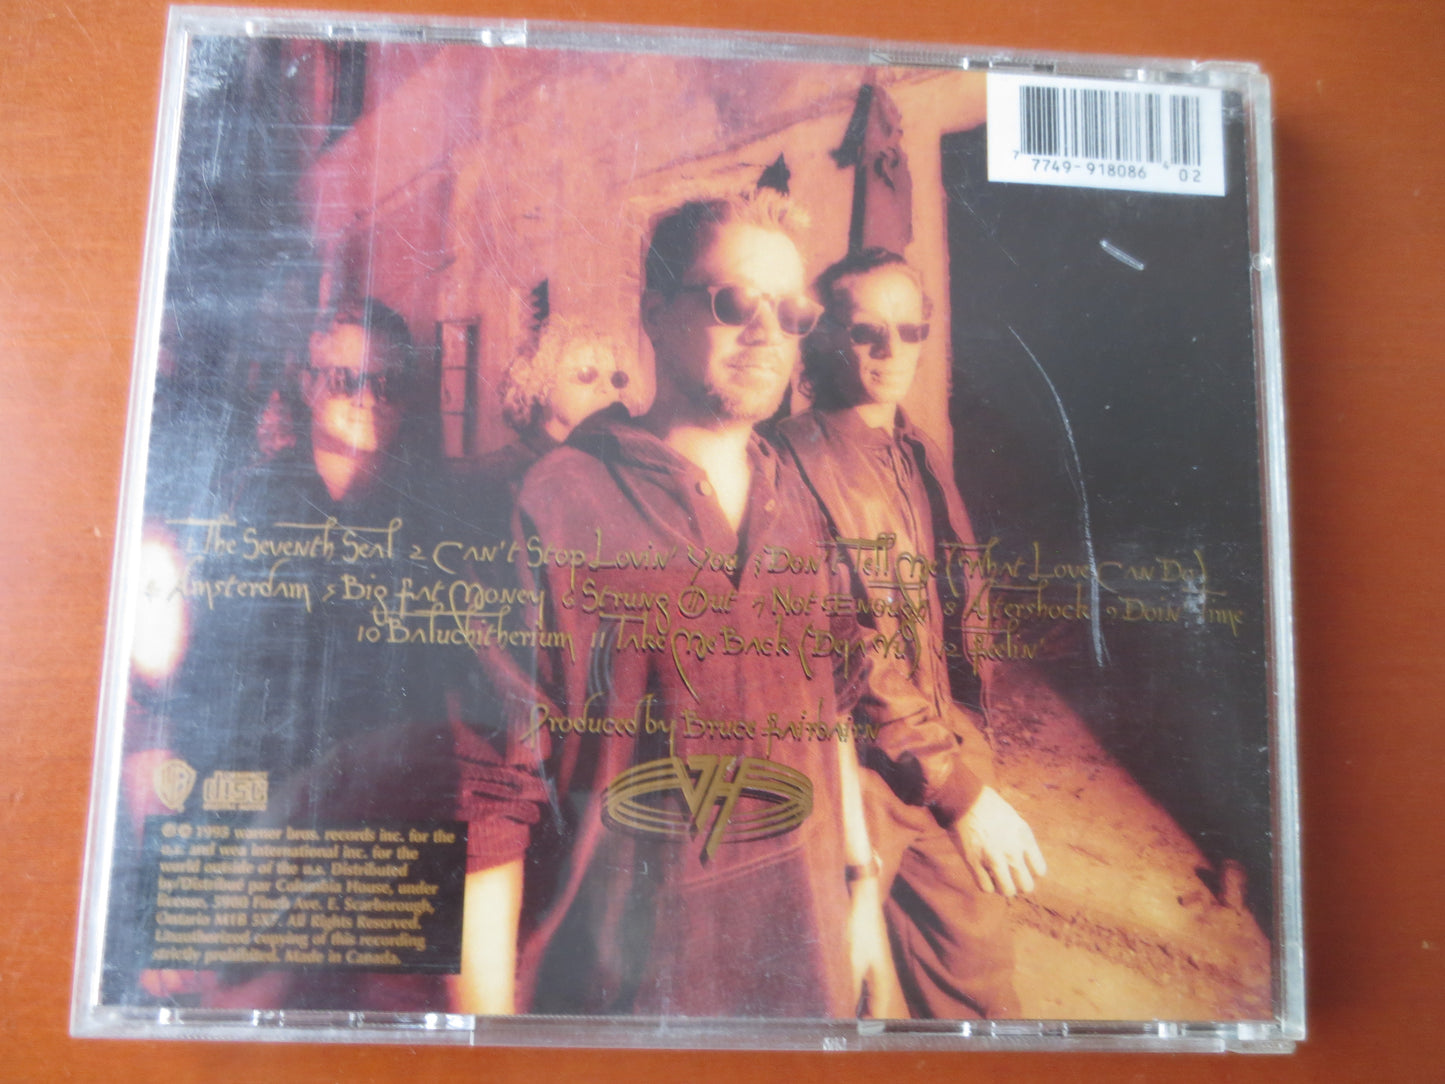 7 7749-918086 4 02
1 The Seventh Seal 2 Can't Stop Lovin' You 3 Don't Tell Me (What Love Can Do)
4 Amsterdam 5 Big Fat Money 6 Strung Out 7 Not Enough 8 Aftershock 9 Doin' Time
10 Baluchitherium 11 Take Me Back (Deja Vu) 12 Feelin'
Produced by Bruce Fairbairn
VH
WB disc
℗© 1995 warner bros. records inc. for the
u.s. and wea international inc. for the
world outside of the u.s. Distributed
by/Distribué par Columbia House, under
license, 5900 Finch Ave. E. Scarborough,
Ontario M1B 5X7. All Rights Reserved.
Unauthorized copying of this recording
strictly prohibited. Made in Canada.